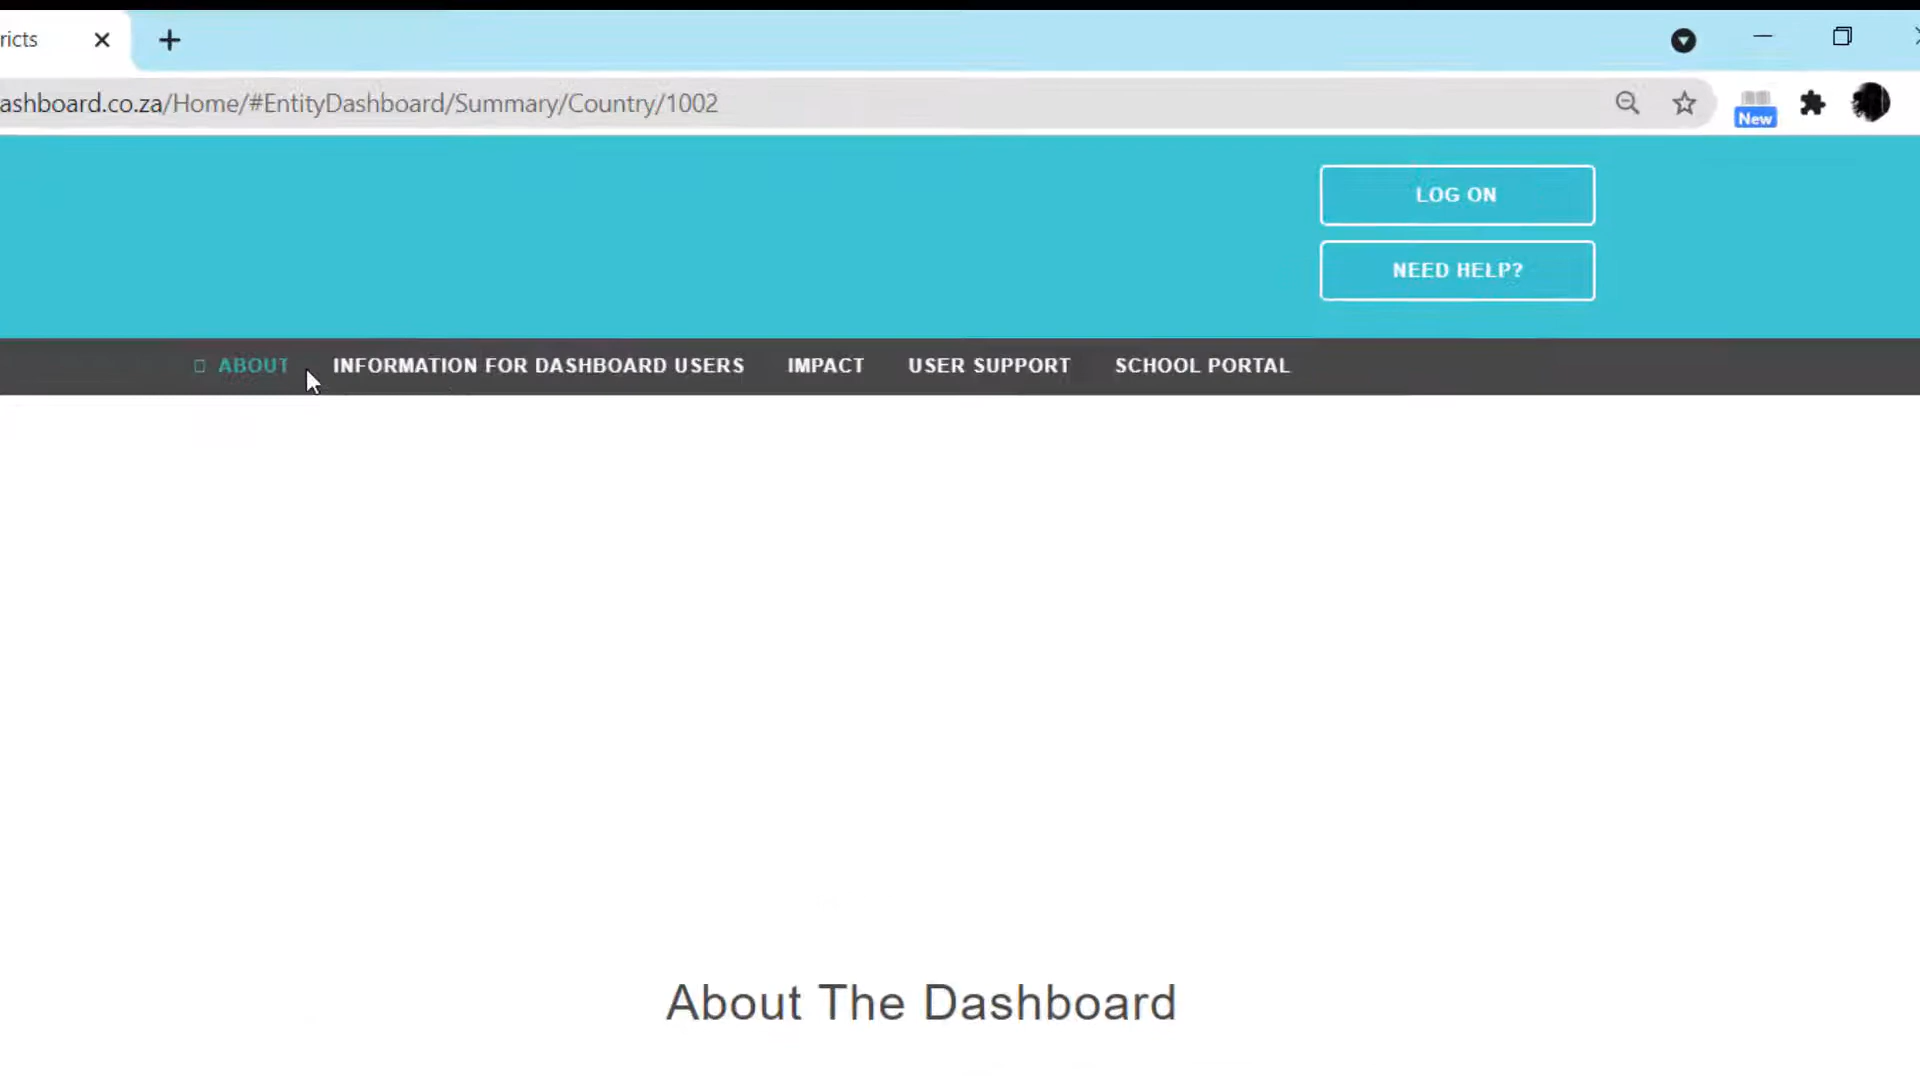 ricts
ashboard.co.za/Home/#EntityDashboard/Summary/Country/1002
New
LOG ON
NEED HELP?
ABOUT INFORMATION FOR DASHBOARD USERS IMPACT USER SUPPORT SCHOOL PORTAL
About The Dashboard